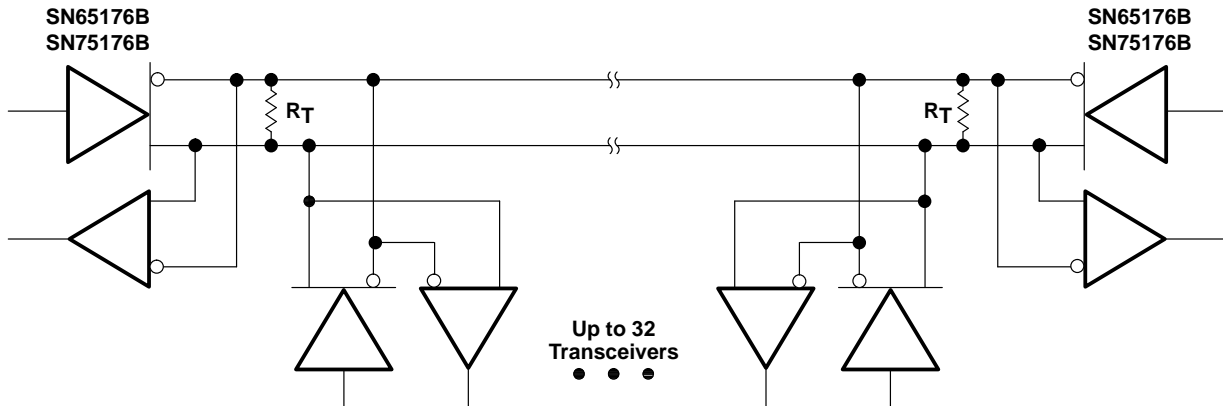 SN65176B
SN75176B
SN65176B
SN75176B
RT
RT
Up to 32
Transceivers